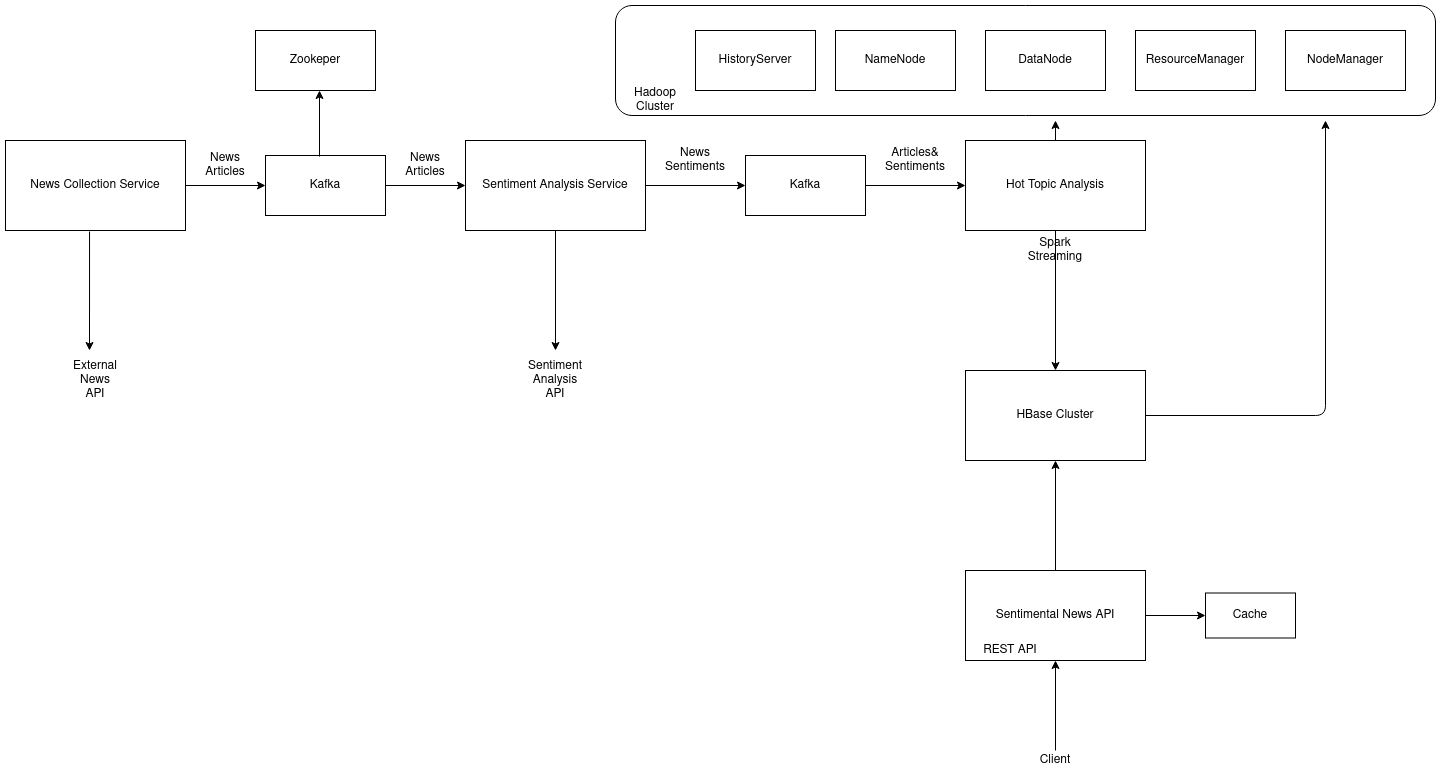 Zookeper
HistoryServer
NameNode
DataNode
ResourceManager
NodeManager
Hadoop
Cluster
News Collection Service
News
Articles
Kafka
News
Articles
Sentiment Analysis Service
News
Sentiments
Kafka
Articles&
Sentiments
Hot Topic Analysis
Spark
Streaming
External
News
API
Sentiment
Analysis
API
HBase Cluster
Sentimental News API
REST API
Cache
Client